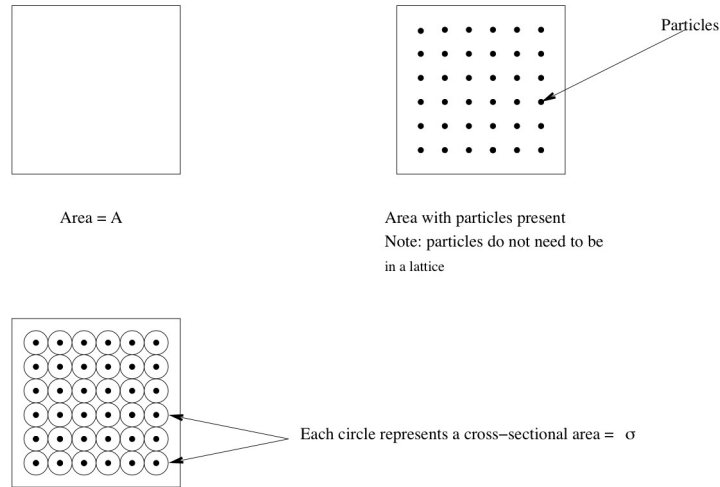 Particles
Area = A
Area with particles present
Note: particles do not need to be
in a lattice
Each circle represents a cross−sectional area = σ